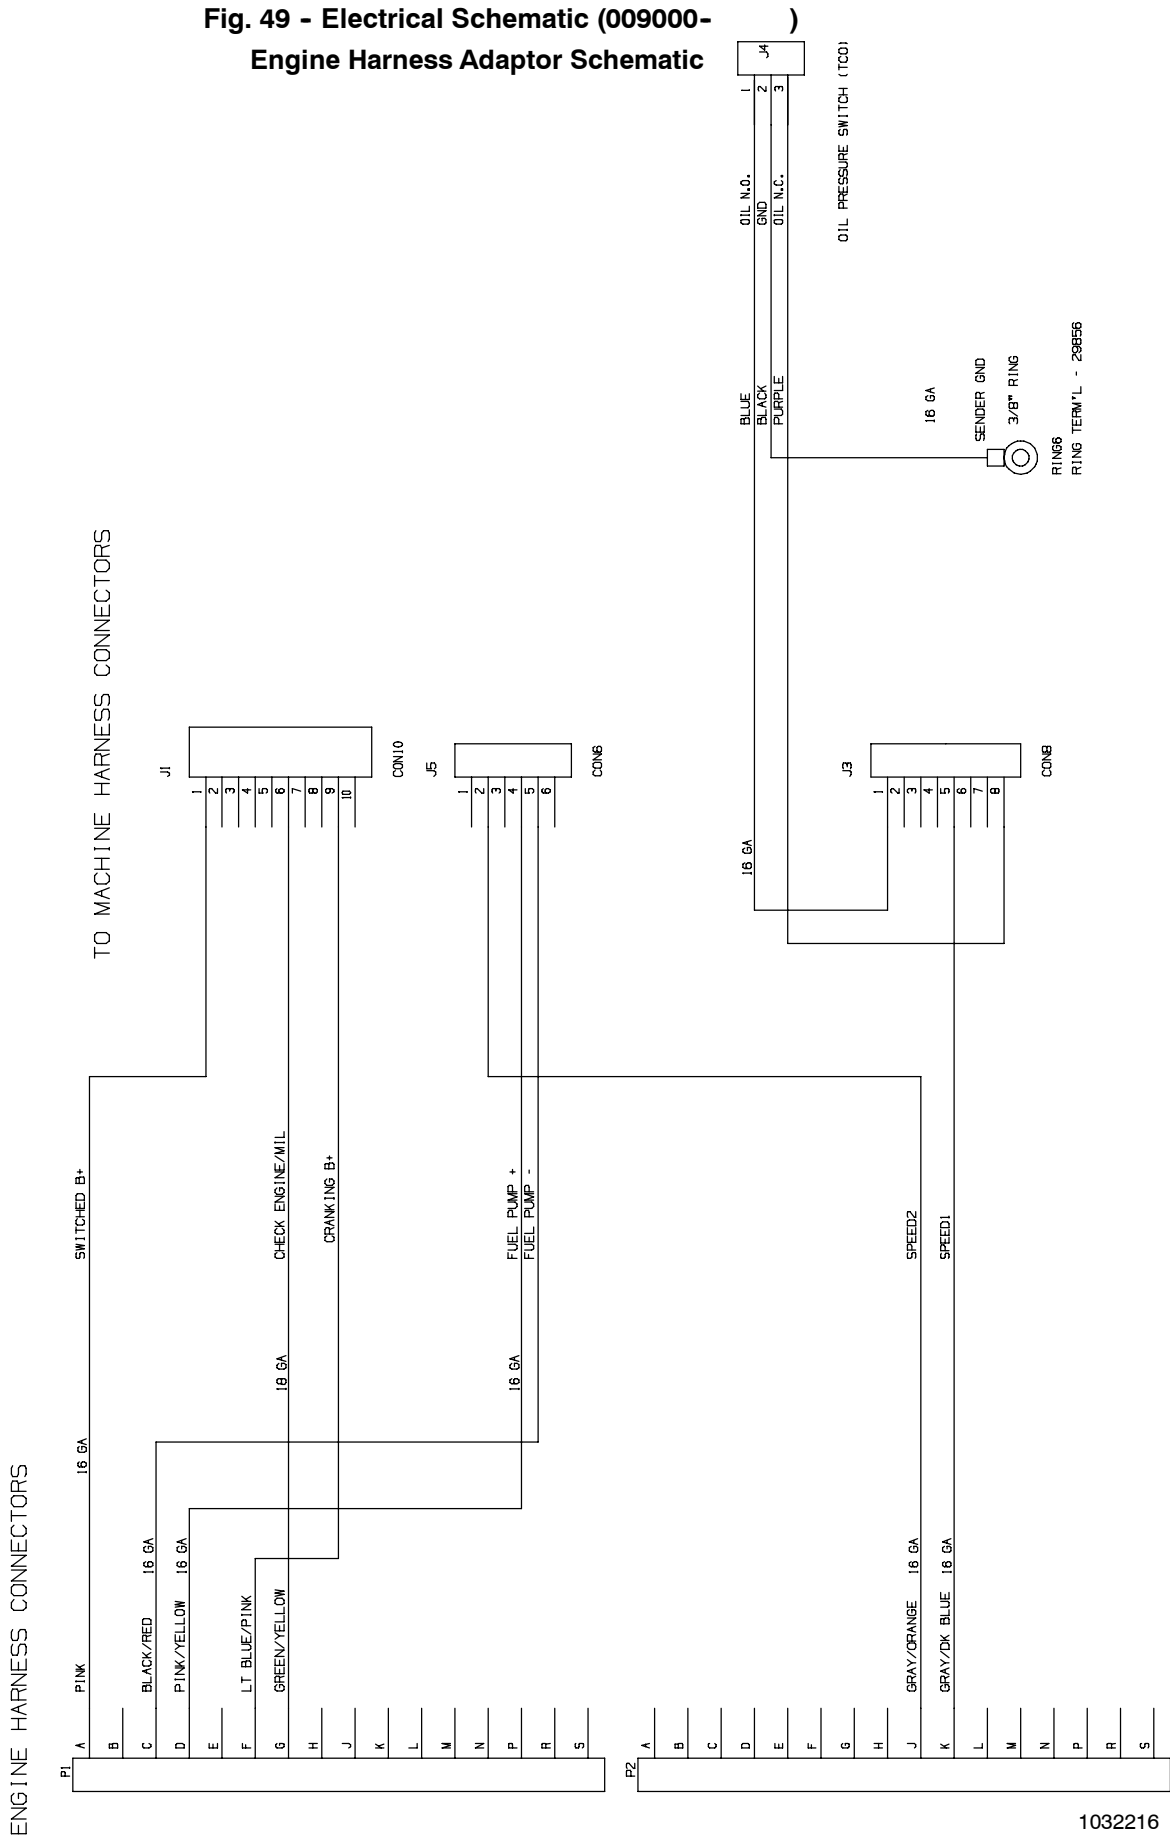 Fig. 49 - Electrical Schematic (009000-      )
Engine Harness Adaptor Schematic
J4
1
2
3
OIL N.O.
GND
OIL N.C.
OIL PRESSURE SWITCH (TCO)
BLUE
BLACK
PURPLE
16 GA
SENDER GND
3/8" RING
RING6
RING TERM'L - 29856
TO MACHINE HARNESS CONNECTORS
J1
1
2
3
4
5
6
7
8
9
10
CON10
J5
1
2
3
4
5
6
CON6
J3
1
2
3
4
5
6
7
8
CON8
16 GA
SWITCHED B+
CHECK ENGINE/MIL
CRANKING B+
FUEL PUMP +
FUEL PUMP -
SPEED2
SPEED1
16 GA
18 GA
16 GA
ENGINE HARNESS CONNECTORS
PINK
BLACK/RED
16 GA
PINK/YELLOW
16 GA
LT BLUE/PINK
GREEN/YELLOW
GRAY/ORANGE
16 GA
GRAY/DK BLUE
16 GA
P1
A
B
C
D
E
F
G
H
J
K
L
M
N
P
R
S
P2
A
B
C
D
E
F
G
H
J
K
L
M
N
P
R
S
1032216